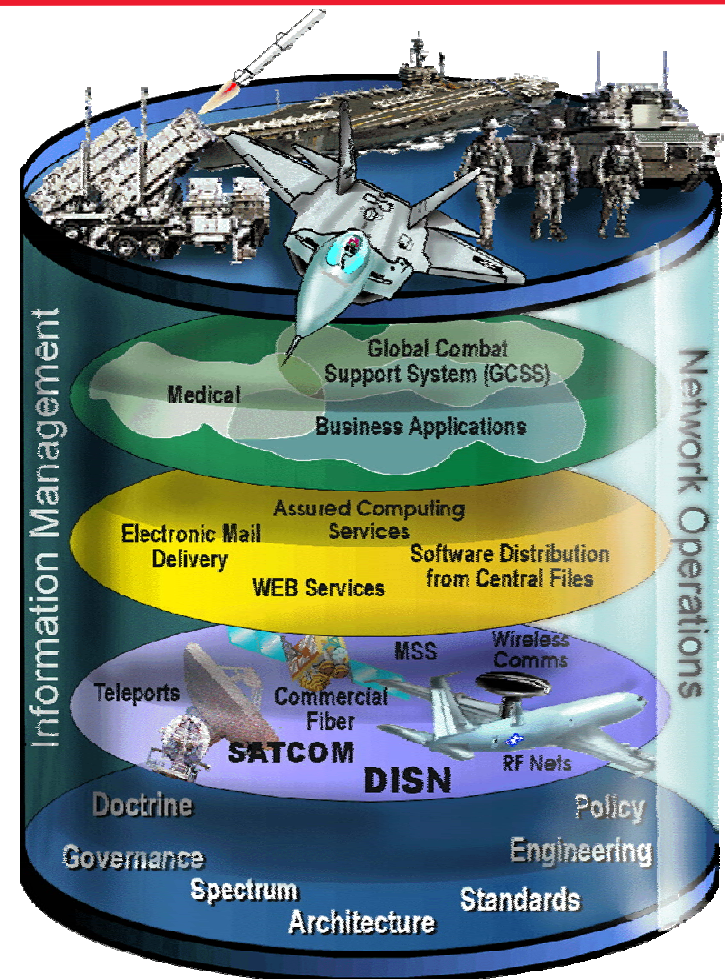 Information Management
Network Operations
Global Combat
Support System (GCSS)
Medical
Business Applications
Assured Computing
Services
Electronic Mail
Delivery
Software Distribution
from Central Files
WEB Services
MSS
Wireless
Comms
Teleports
Commercial
Fiber
SATCOM
DISN
RF Nets
Doctrine
Policy
Governance
Engineering
Spectrum
Standards
Architecture